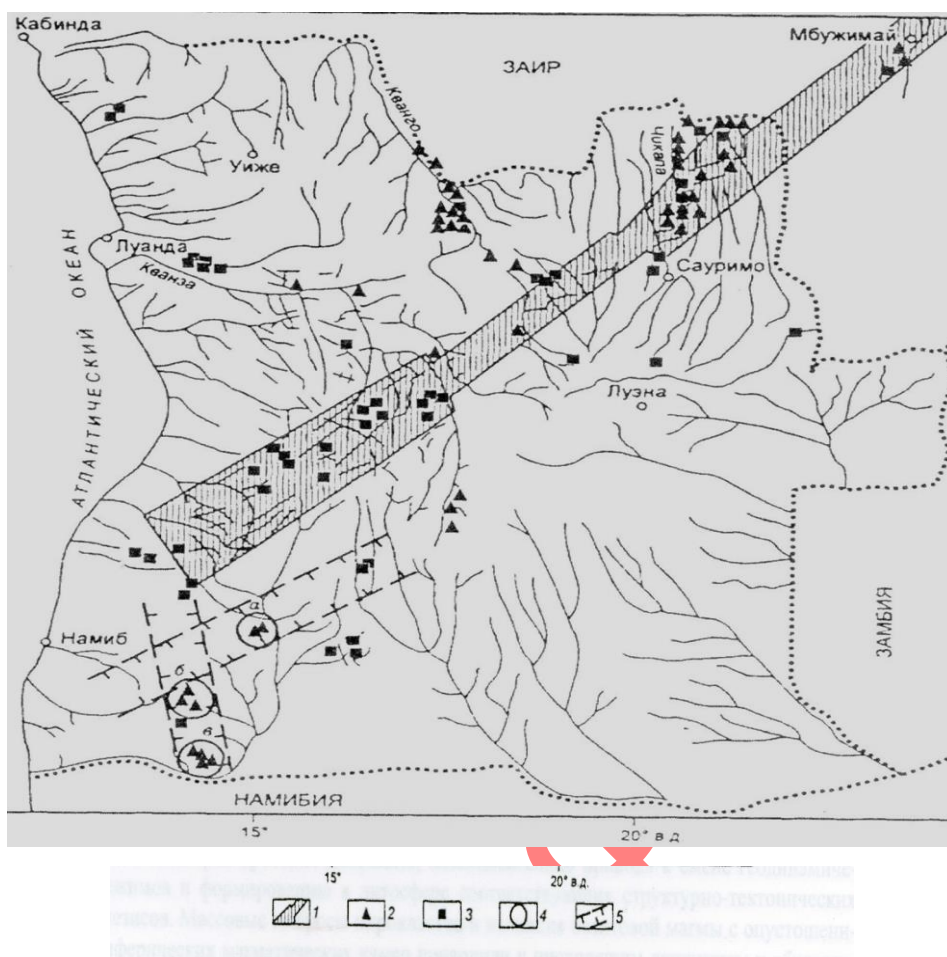 Кабинда
Мбужимай
ЗАИР
Кванго
Чикапа
Уиже
Луанда
Кванза
АТЛАНТИЧЕСКИЙ ОКЕАН
Сауримо
Луэна
а
Намиб
б
в
ЗАМБИЯ
НАМИБИЯ
15° 20° в.д.
15° 20° в.д.
1 2 3 4 5